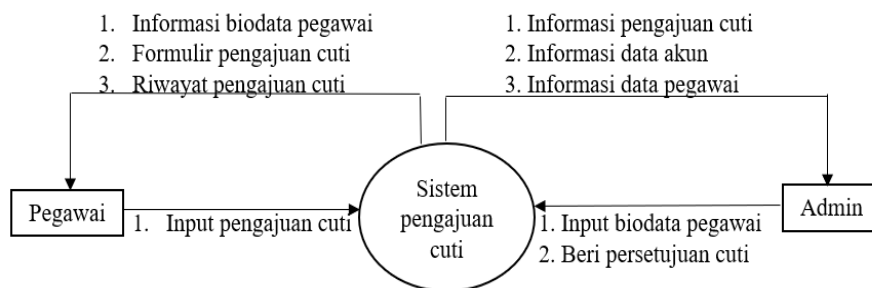 1. Informasi biodata pegawai
2. Formulir pengajuan cuti
3. Riwayat pengajuan cuti
1. Informasi pengajuan cuti
2. Informasi data akun
3. Informasi data pegawai
Pegawai
1. Input pengajuan cuti
Sistem
pengajuan
cuti
1. Input biodata pegawai
2. Beri persetujuan cuti
Admin